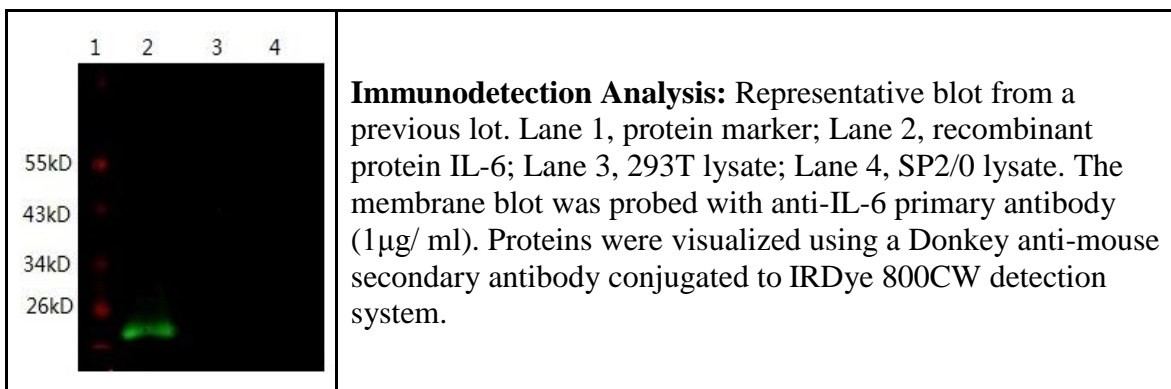 1 2 3 4
55kD
43kD
34kD
26kD
Immunodetection Analysis: Representative blot from a
previous lot. Lane 1, protein marker; Lane 2, recombinant
protein IL-6; Lane 3, 293T lysate; Lane 4, SP2/0 lysate. The
membrane blot was probed with anti-IL-6 primary antibody
(1µg/ ml). Proteins were visualized using a Donkey anti-mouse
secondary antibody conjugated to IRDye 800CW detection
system.